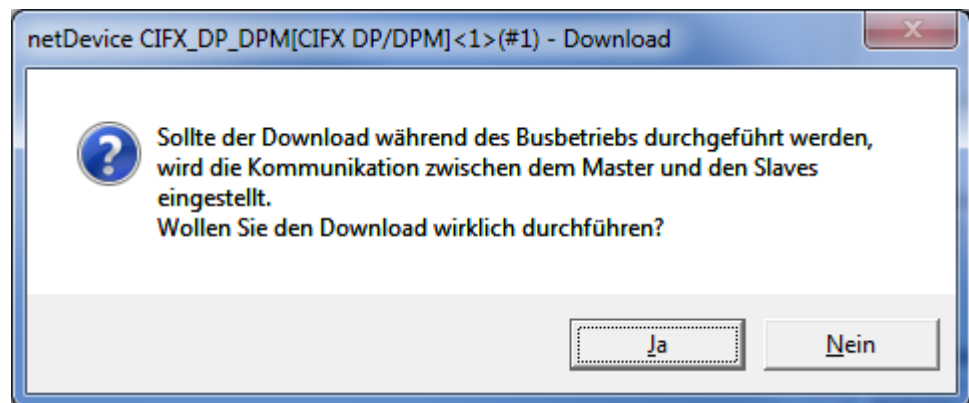 netDevice CIFX_DP_DPM[CIFX DP/DPM]<1>(#1) - Download
Sollte der Download während des Busbetriebs durchgeführt werden,
wird die Kommunikation zwischen dem Master und den Slaves
eingestellt.
Wollen Sie den Download wirklich durchführen?
Ja
Nein